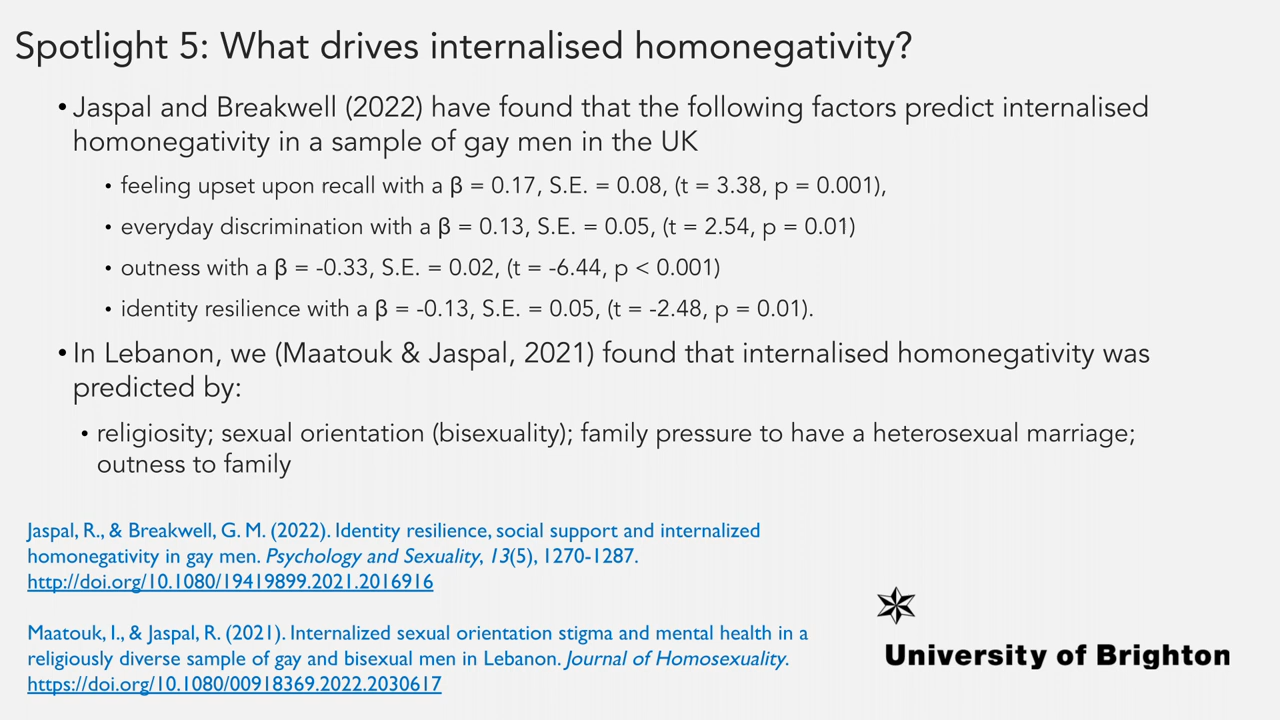 Spotlight 5: What drives internalised homonegativity?
• Jaspal and Breakwell (2022) have found that the following factors predict internalised
homonegativity in a sample of gay men in the UK
• feeling upset upon recall with a β = 0.17, S.E. = 0.08, (t = 3.38, p = 0.001),
• everyday discrimination with a β = 0.13, S.E. = 0.05, (t = 2.54, p = 0.01)
• outness with a β = -0.33, S.E. = 0.02, (t = -6.44, p < 0.001)
• identity resilience with a β = -0.13, S.E. = 0.05, (t = -2.48, p = 0.01).
• In Lebanon, we (Maatouk & Jaspal, 2021) found that internalised homonegativity was
predicted by:
• religiosity; sexual orientation (bisexuality); family pressure to have a heterosexual marriage;
outness to family
Jaspal, R., & Breakwell, G. M. (2022). Identity resilience, social support and internalized
homonegativity in gay men. Psychology and Sexuality, 13(5), 1270-1287.
http://doi.org/10.1080/19419899.2021.2016916
Maatouk, I., & Jaspal, R. (2021). Internalized sexual orientation stigma and mental health in a
religiously diverse sample of gay and bisexual men in Lebanon. Journal of Homosexuality.
https://doi.org/10.1080/00918369.2022.2030617
University of Brighton